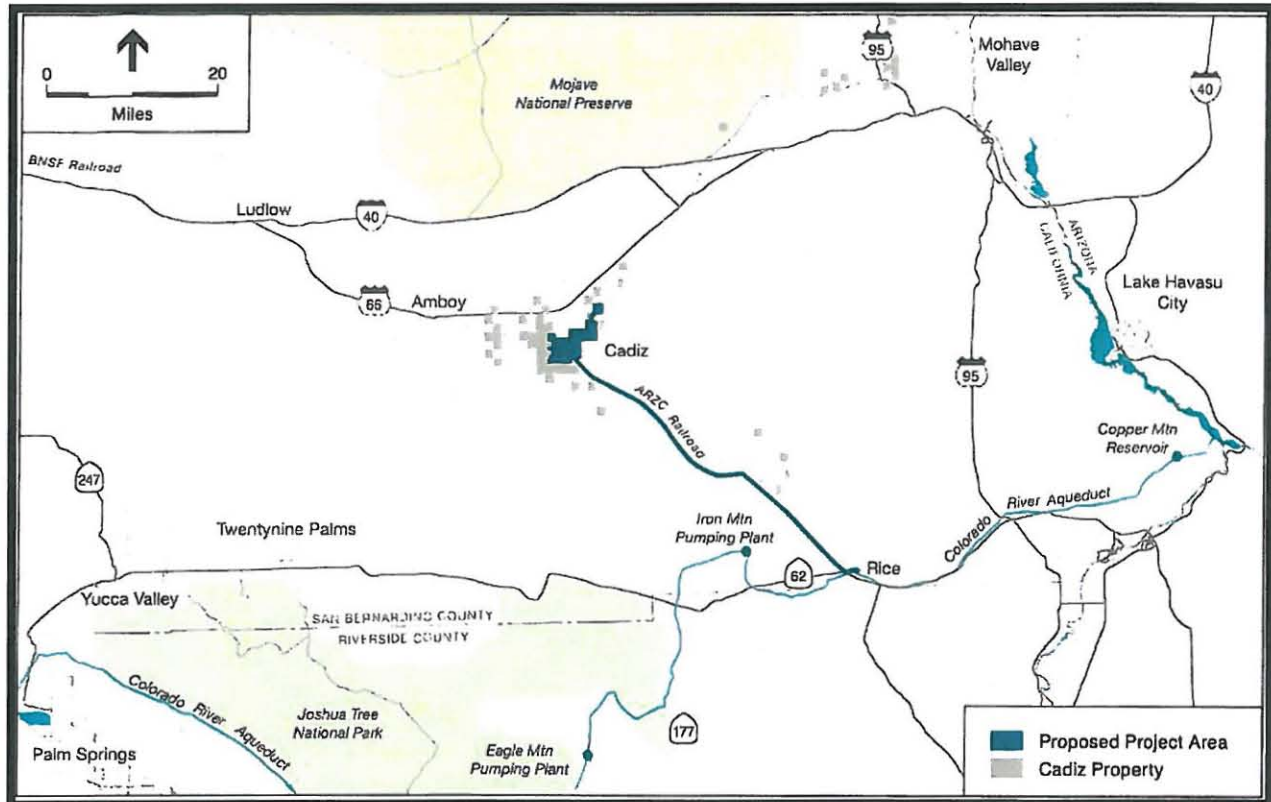 0 20
Miles
Mojave
National Preserve
95
Mohave
Valley
40
BNSF Railroad
Ludlow
40
66
Amboy
Cadiz
ARZC Railroad
CALIFORNIA
ARIZONA
Lake Havasu
City
95
Copper Mtn
Reservoir
247
Twentynine Palms
Iron Mtn
Pumping Plant
Colorado River Aqueduct
62
Rice
Yucca Valley
SAN BERNARDINO COUNTY
RIVERSIDE COUNTY
Colorado River Aqueduct
Joshua Tree
National Park
177
Palm Springs
Eagle Mtn
Pumping Plant
Proposed Project Area
Cadiz Property